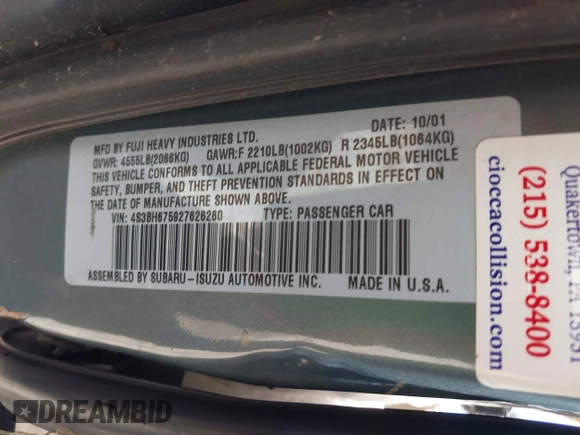 MFD BY FUJI HEAVY INDUSTRIES LTD. DATE: 10/01
GVWR: 4555LB(2066KG) GAWR:F 2210LB(1002KG) R 2345LB(1064KG)
THIS VEHICLE CONFORMS TO ALL APPLICABLE FEDERAL MOTOR VEHICLE
SAFETY, BUMPER, AND THEFT PREVENTION STANDARDS IN EFFECT ON
THE DATE OF MANUFACTURE SHOWN ABOVE.
VIN: 4S3BH675927626260 TYPE: PASSENGER CAR
ASSEMBLED BY SUBARU-ISUZU AUTOMOTIVE INC. MADE IN U.S.A.
Quakertown, PA
(215) 538-8400
cioccacollision.com
DREAMBID